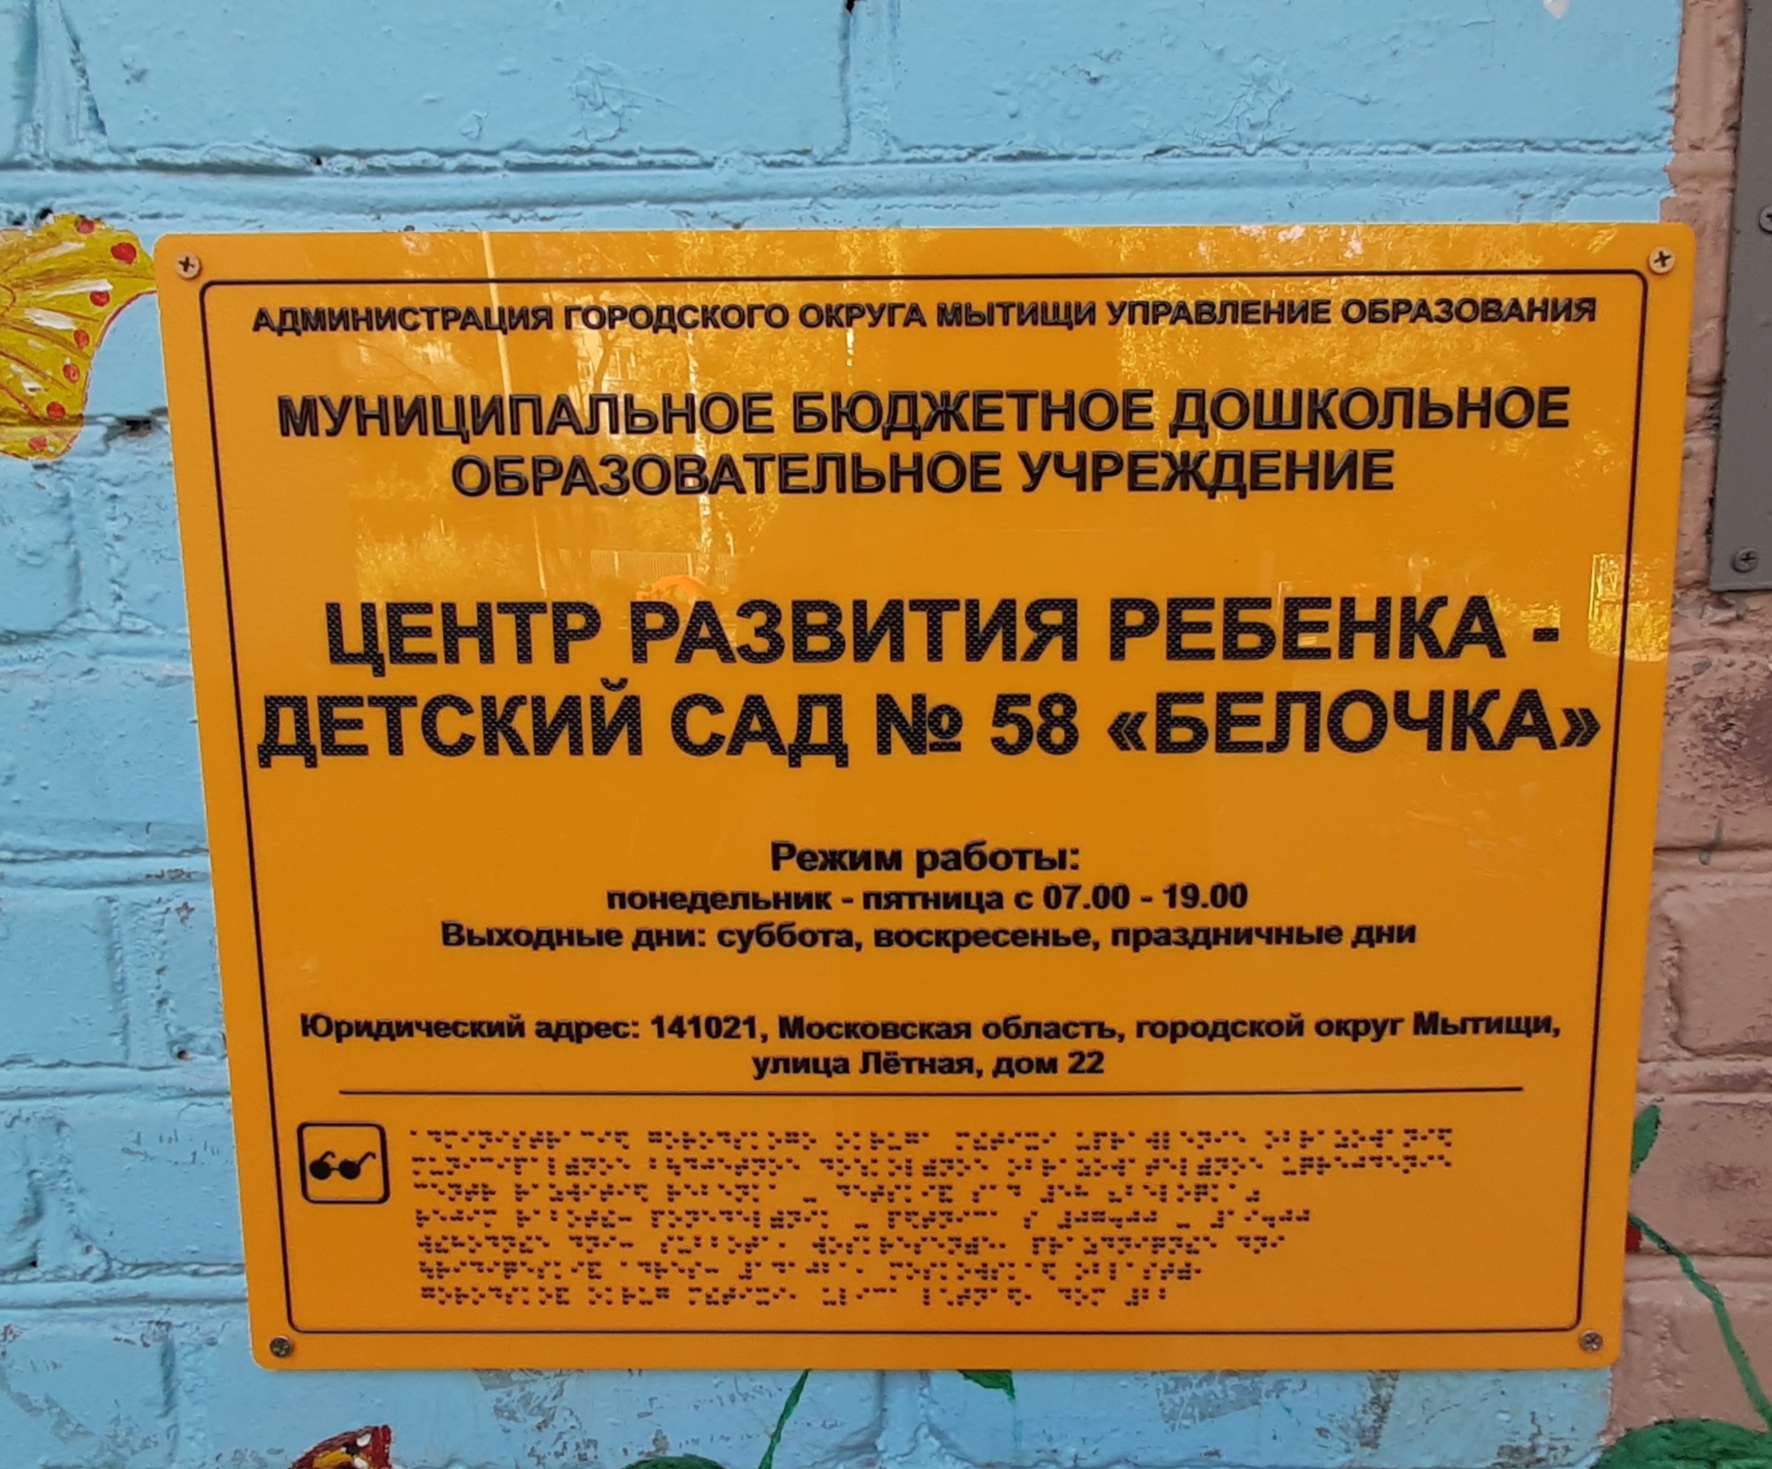 АДМИНИСТРАЦИЯ ГОРОДСКОГО ОКРУГА МЫТИЩИ УПРАВЛЕНИЕ ОБРАЗОВАНИЯ
МУНИЦИПАЛЬНОЕ БЮДЖЕТНОЕ ДОШКОЛЬНОЕ
ОБРАЗОВАТЕЛЬНОЕ УЧРЕЖДЕНИЕ
ЦЕНТР РАЗВИТИЯ РЕБЕНКА -
ДЕТСКИЙ САД № 58 «БЕЛОЧКА»
Режим работы:
понедельник - пятница с 07.00 - 19.00
Выходные дни: суббота, воскресенье, праздничные дни
Юридический адрес: 141021, Московская область, городской округ Мытищи,
улица Лётная, дом 22